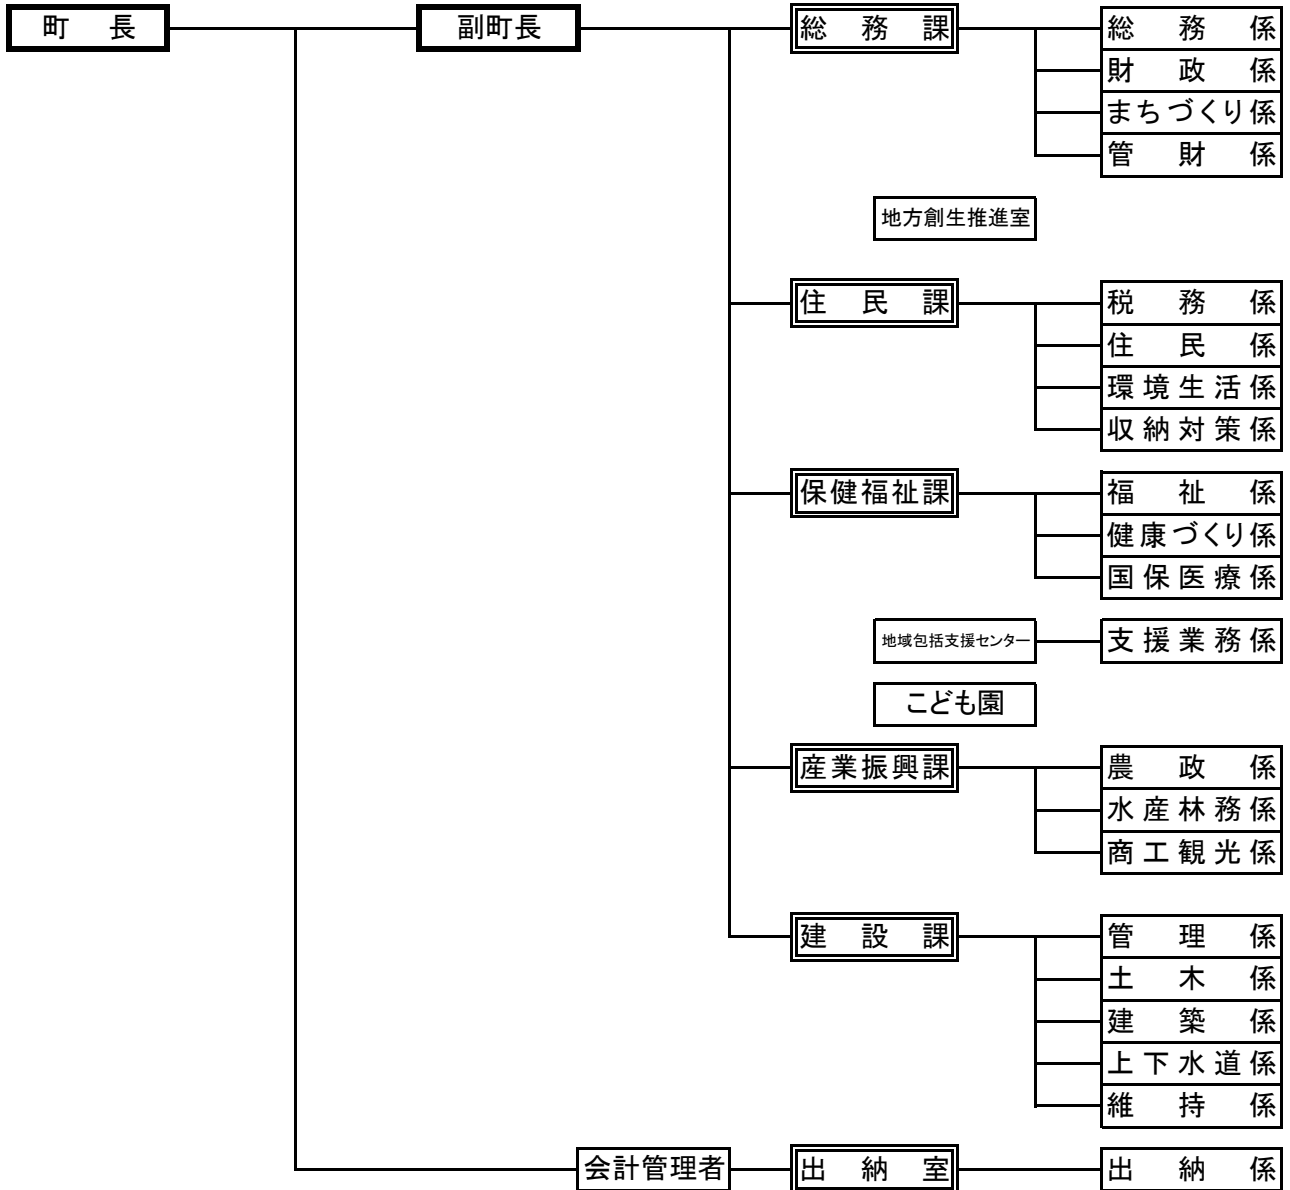 町長
副町長
総務課
総務係
財政係
まちづくり係
管財係
地方創生推進室
住民課
税務係
住民係
環境生活係
収納対策係
保健福祉課
福祉係
健康づくり係
国保医療係
地域包括支援センター
支援業務係
こども園
産業振興課
農政係
水産林務係
商工観光係
建設課
管理係
土木係
建築係
上下水道係
維持係
会計管理者
出納室
出納係